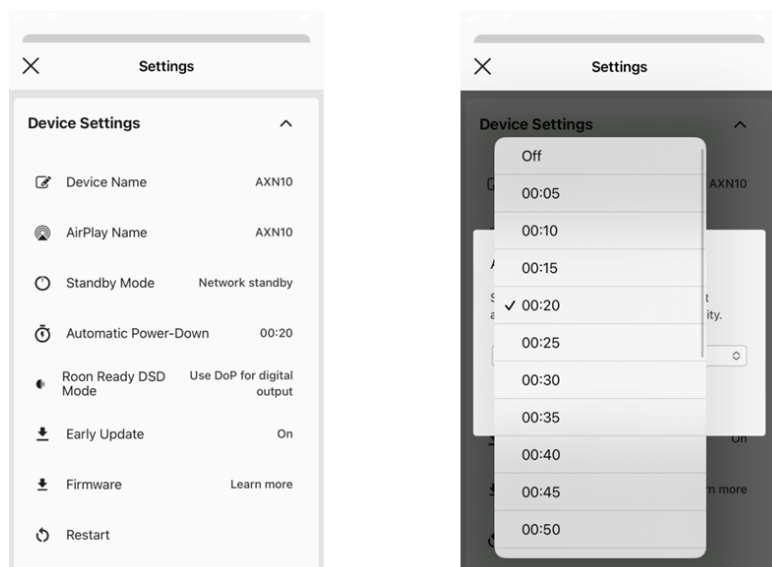 Settings
Device Settings
Device Name AXN10
AirPlay Name AXN10
Standby Mode Network standby
Automatic Power-Down 00:20
Roon Ready DSD Mode Use DoP for digital output
Early Update On
Firmware Learn more
Restart
Settings
Device Settings
AXN10
Off
00:05
00:10
00:15
00:20
00:25
00:30
00:35
00:40
00:45
00:50
ity.
On
rn more